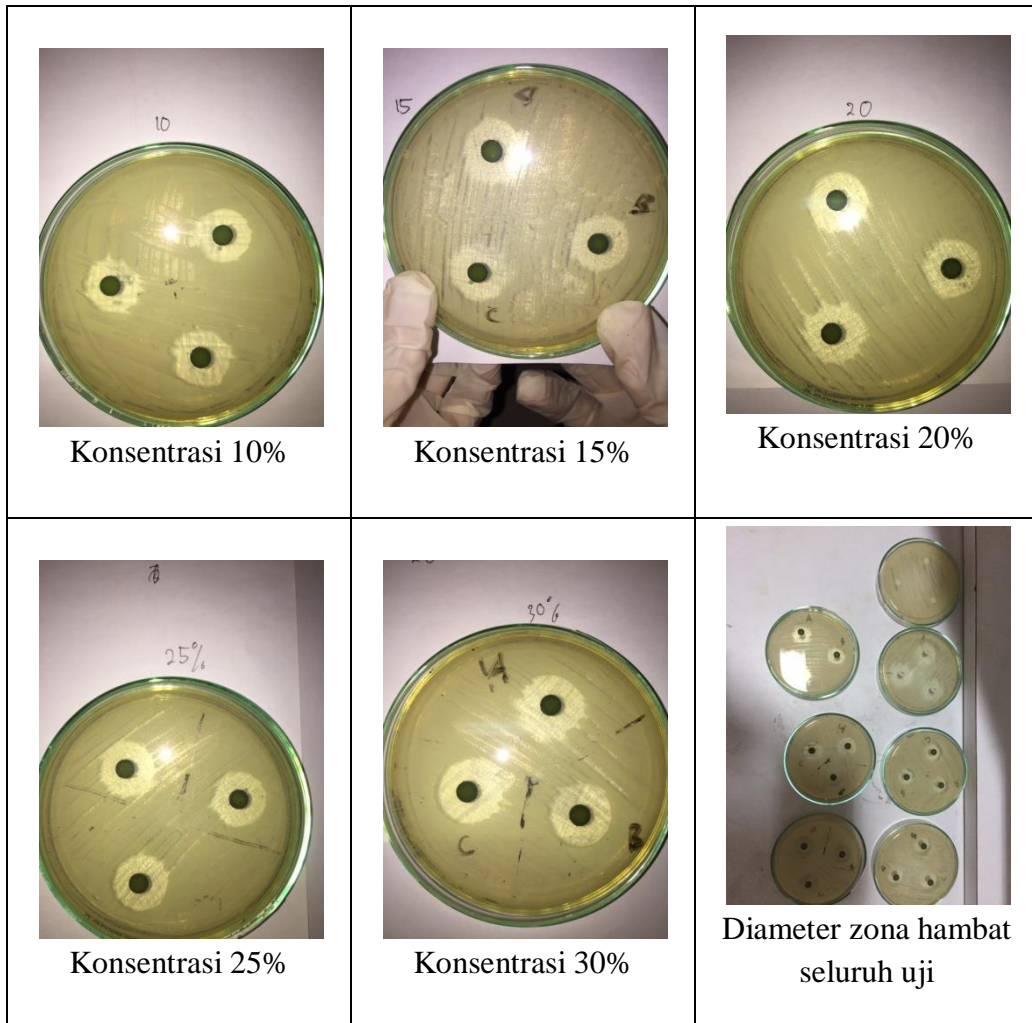 10
Konsentrasi 10%
15
A
B
C
Konsentrasi 15%
20
Konsentrasi 20%
25%
Konsentrasi 25%
30%
A
C
B
Konsentrasi 30%
A
B
Diameter zona hambat
seluruh uji